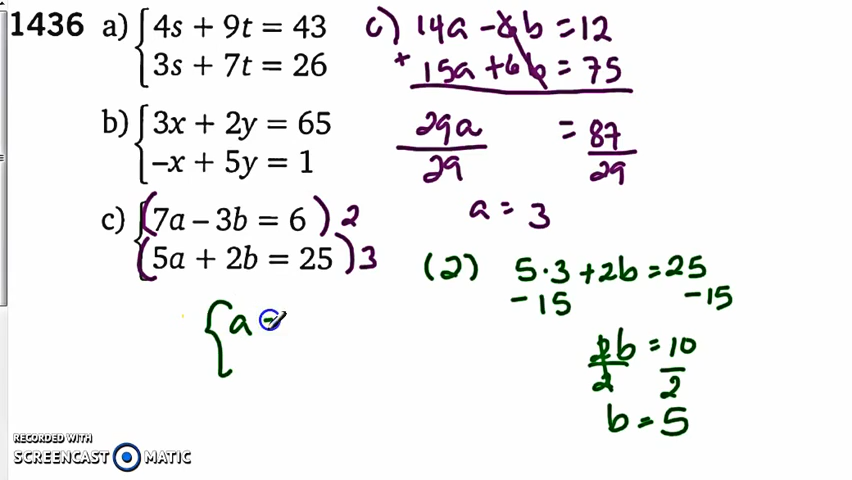 1436 a) { 4s + 9t = 43
3s + 7t = 26
b) { 3x + 2y = 65
–x + 5y = 1
c) { (7a – 3b = 6) 2
(5a + 2b = 25) 3
{ a =
c) 14a - 6b = 12
+ 15a + 6b = 75
29a = 87
29 29
a = 3
(2) 5·3 + 2b = 25
-15 -15
2b = 10
2 2
b = 5
RECORDED WITH
SCREENCAST MATIC